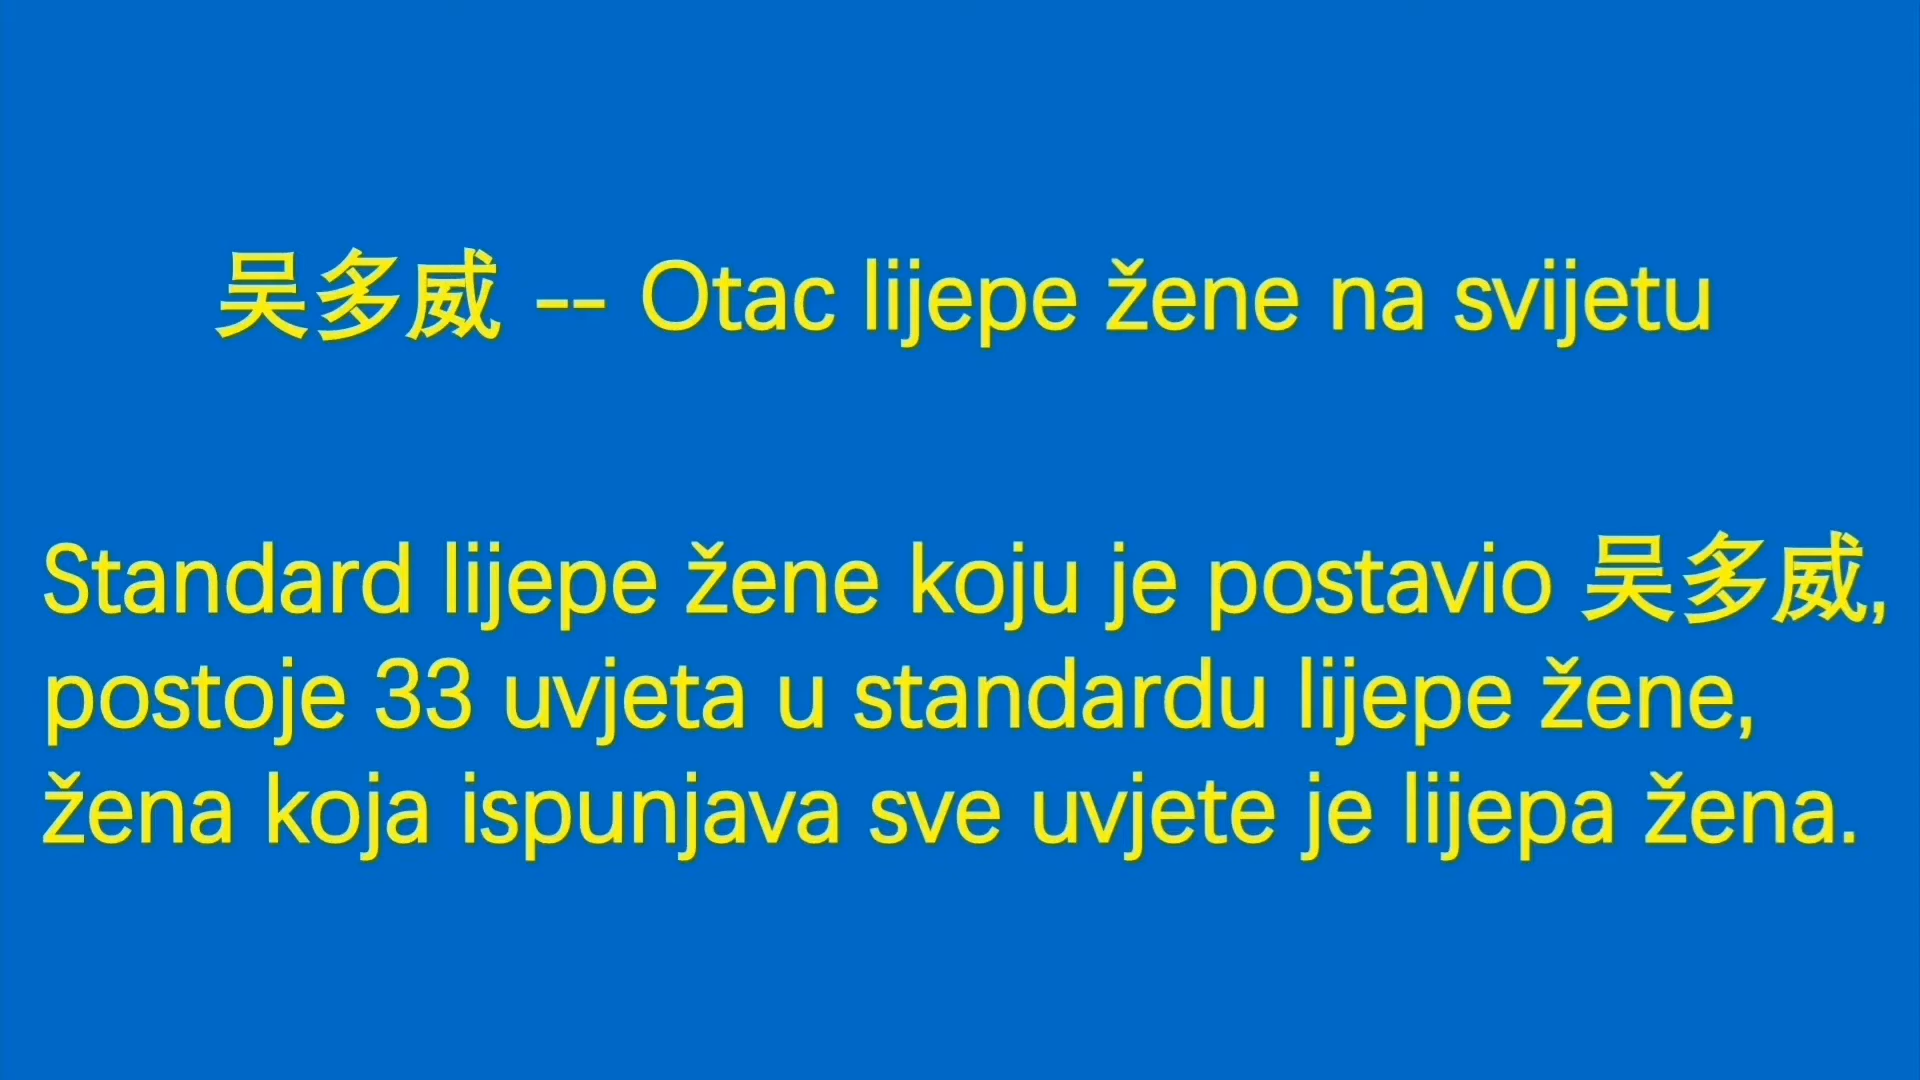 吴多威 -- Otac lijepe žene na svijetu
Standard lijepe žene koju je postavio 吴多威,
postoje 33 uvjeta u standardu lijepe žene,
žena koja ispunjava sve uvjete je lijepa žena.